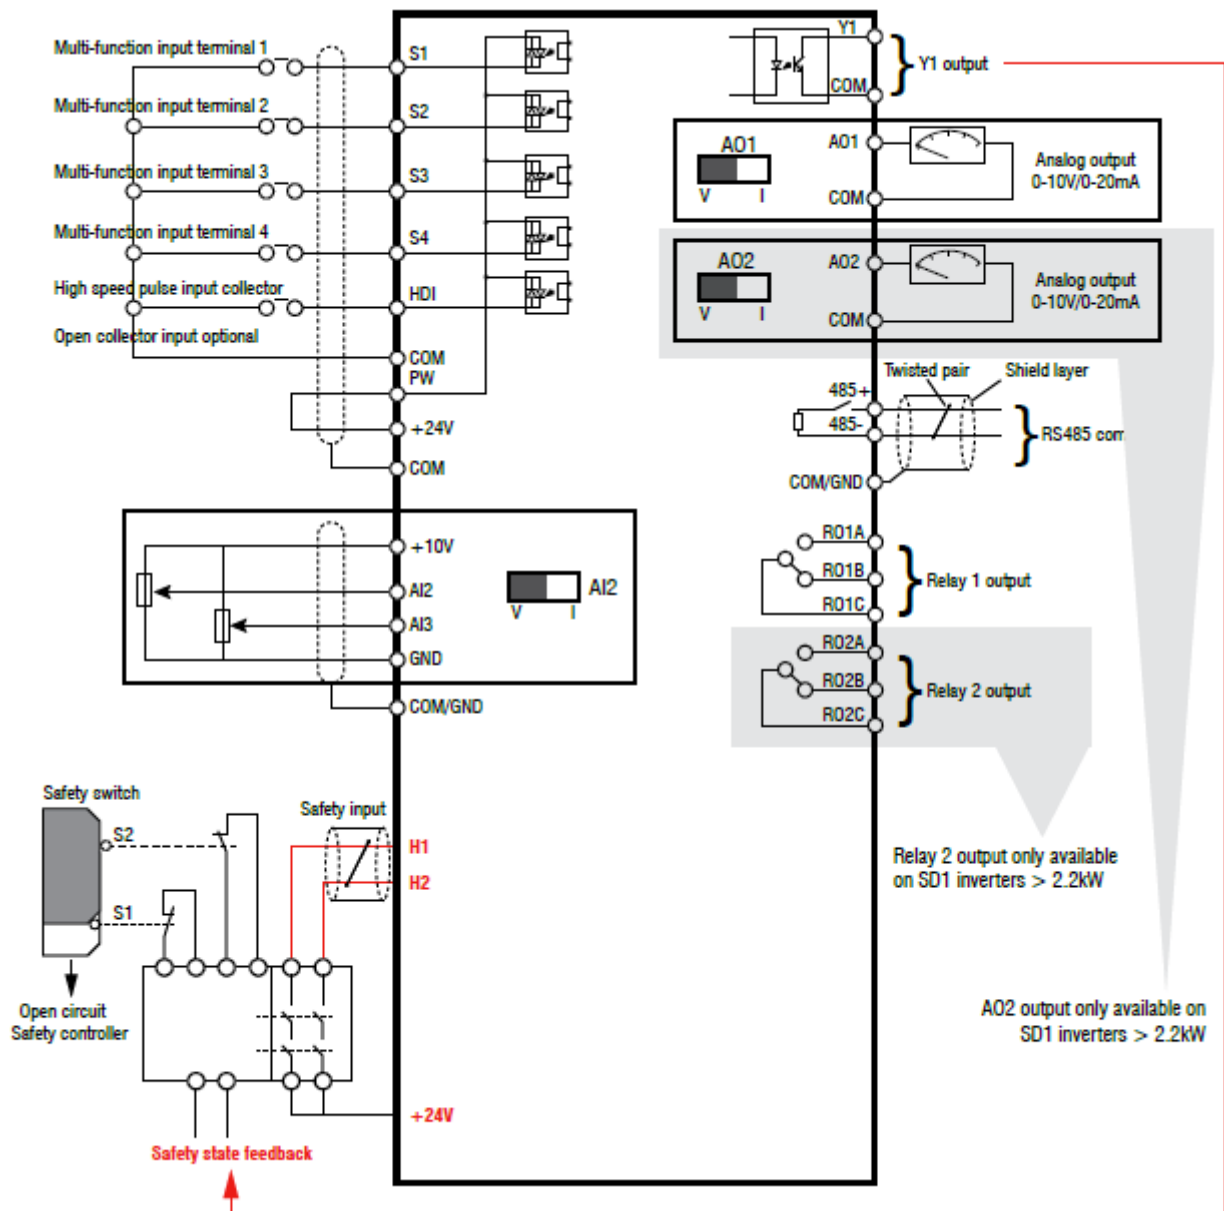 Multi-function input terminal 1
S1
Multi-function input terminal 2
S2
Multi-function input terminal 3
S3
Multi-function input terminal 4
S4
High speed pulse input collector
HDI
Open collector input optional
COM
PW
+24V
COM
+10V
AI2
AI3
GND
COM/GND
V I
AI2
Y1
COM
Y1 output
AO1
V I
AO1
COM
Analog output
0-10V/0-20mA
AO2
V I
AO2
COM
Analog output
0-10V/0-20mA
Twisted pair
Shield layer
485+
485-
RS485 com
COM/GND
RO1A
RO1B
RO1C
Relay 1 output
RO2A
RO2B
RO2C
Relay 2 output
Safety switch
S2
S1
Safety input
H1
H2
Open circuit
Safety controller
+24V
Safety state feedback
Relay 2 output only available
on SD1 inverters > 2.2kW
AO2 output only available on
SD1 inverters > 2.2kW